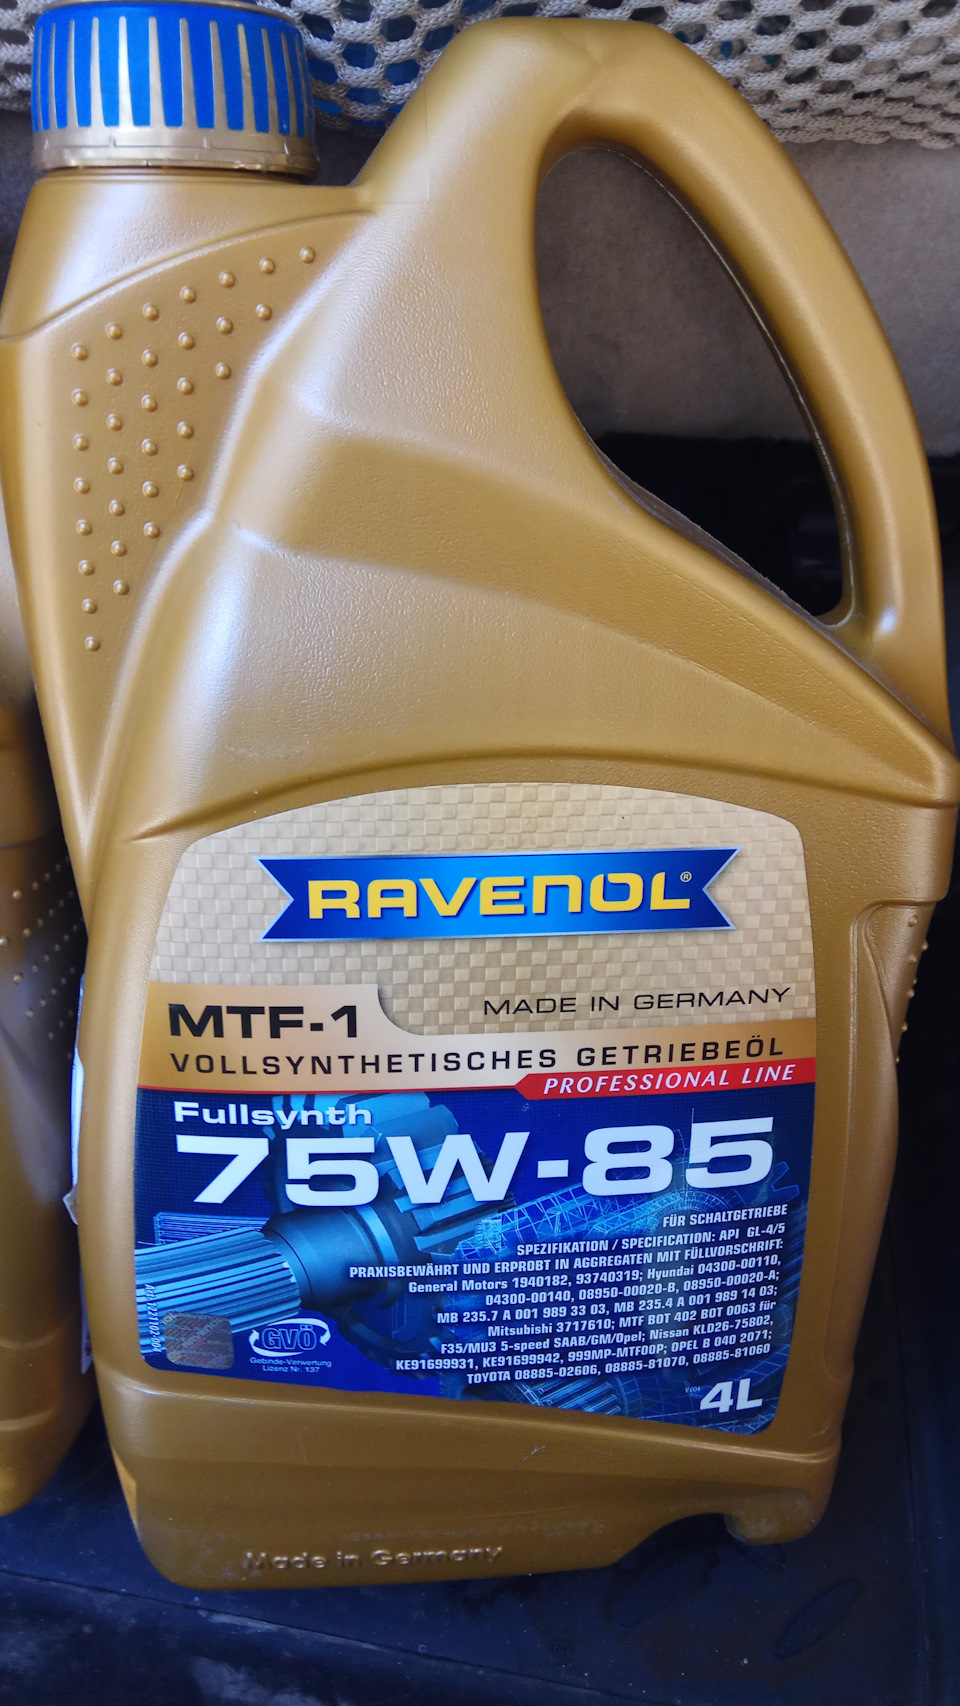 RAVENOL®
MADE IN GERMANY
MTF-1
VOLLSYNTHETISCHES GETRIEBEÖL
PROFESSIONAL LINE
Fullsynth
75W-85
FÜR SCHALTGETRIEBE
SPEZIFIKATION / SPECIFICATION: API GL-4/5
PRAXISBEWÄHRT UND ERPROBT IN AGGREGATEN MIT FÜLLVORSCHRIFT:
General Motors 1940182, 93740319; Hyundai 04300-00110,
04300-00140, 08950-00020-B, 08950-00020-A;
MB 235.7 A 001 989 33 03, MB 235.4 A 001 989 14 03;
Mitsubishi 3717610; MTF BOT 402 BOT 0063 für
F35/MU3 5-speed SAAB/GM/Opel; Nissan KLD26-75802,
KE91699931, KE91699942, 999MP-MTF00P; OPEL B 040 2071;
TOYOTA 08885-02606, 08885-81070, 08885-81060
GVÖ
Gebinde-Verwertung
Lizenz Nr. 137
4L
Made in Germany